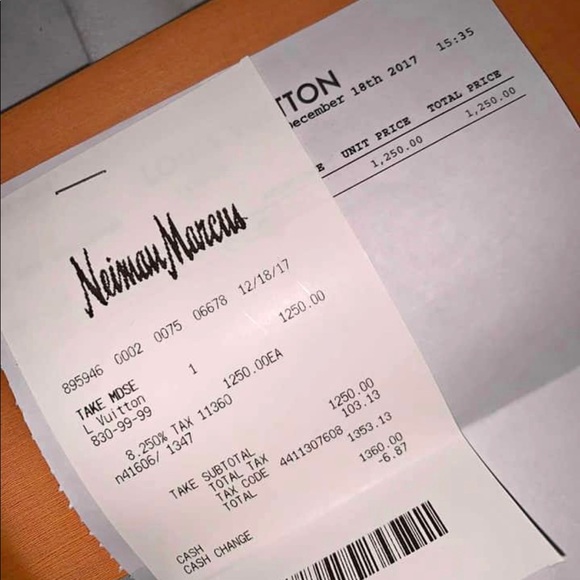 TTON
December 18th 2017 15:35
E UNIT PRICE TOTAL PRICE
1,250.00 1,250.00
Neiman Marcus
895946 0002 0075 06678 12/18/17
TAKE MDSE 1 1250.00
L Vuitton 1250.00EA
830-99-99
8.250% TAX 11360
n41606/ 1347
TAKE SUBTOTAL 1250.00
TOTAL TAX 103.13
TAX CODE 4411307608
TOTAL 1353.13
CASH 1360.00
CASH CHANGE -6.87